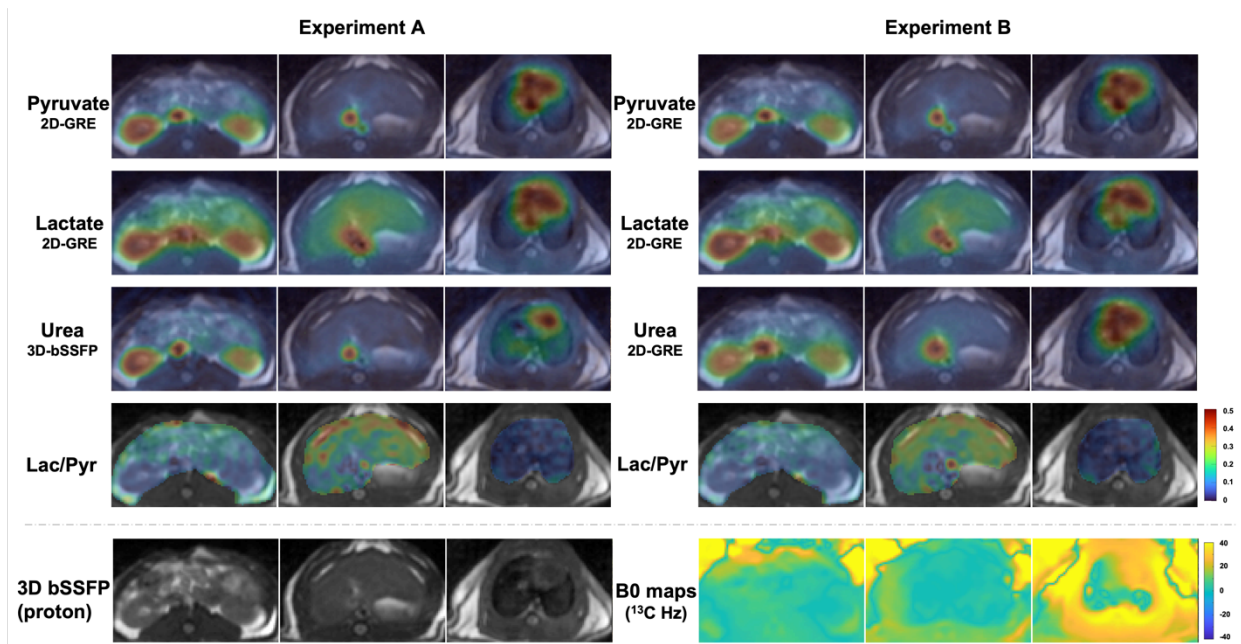 Experiment A
Experiment B
Pyruvate
2D-GRE
Pyruvate
2D-GRE
Lactate
2D-GRE
Lactate
2D-GRE
Urea
3D-bSSFP
Urea
2D-GRE
Lac/Pyr
Lac/Pyr
0.5
0.4
0.3
0.2
0.1
0
3D bSSFP
(proton)
B0 maps
(¹³C Hz)
40
20
0
-20
-40